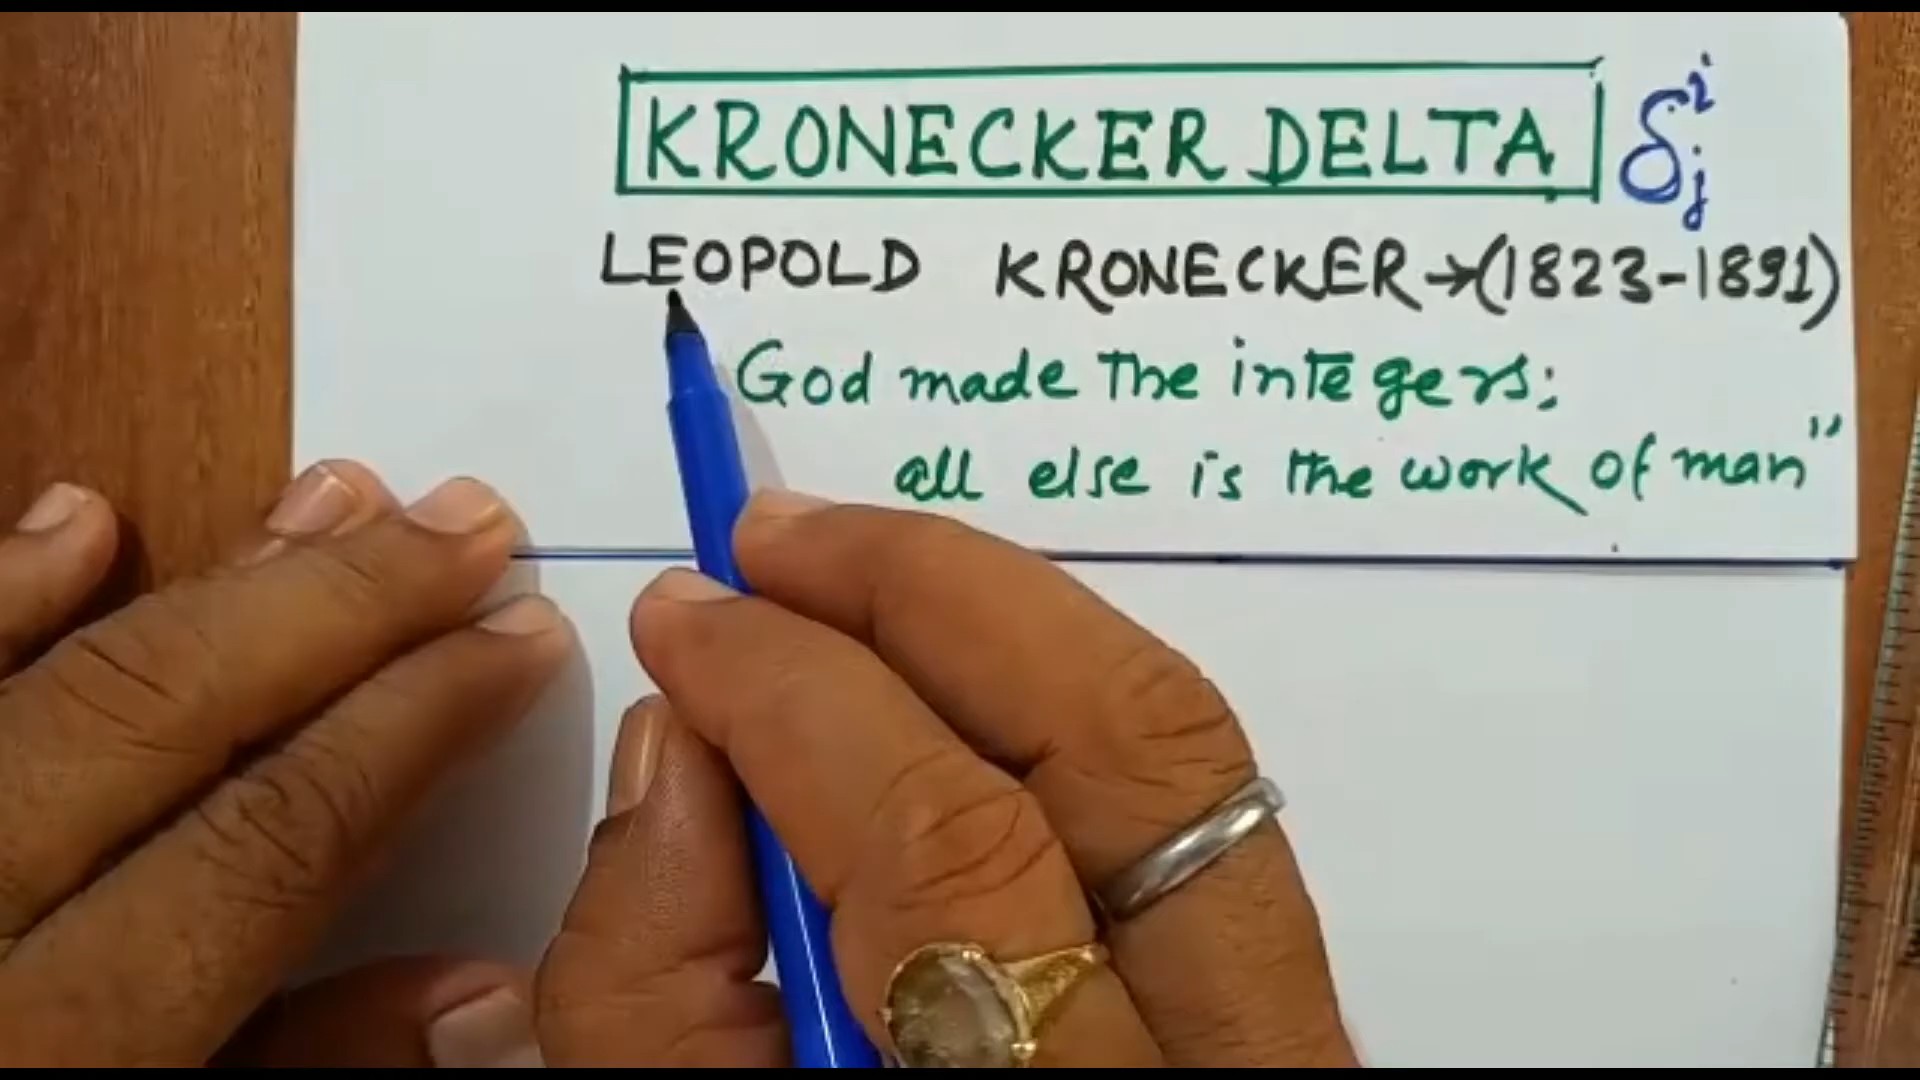 KRONECKER DELTA δ^i_j
LEOPOLD KRONECKER→(1823-1891)
God made the integers;
all else is the work of man"